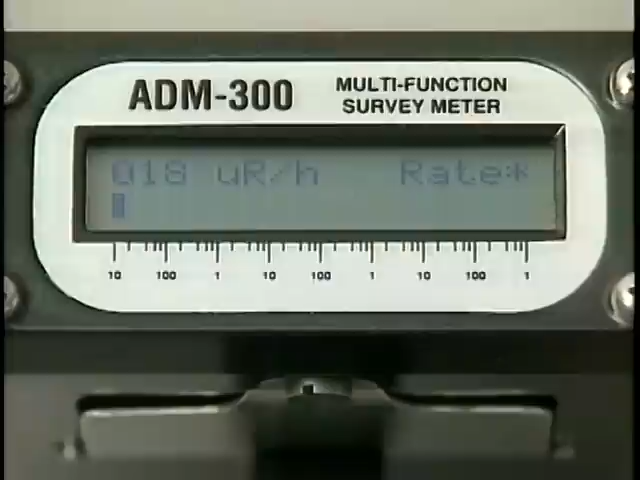 ADM-300
MULTI-FUNCTION
SURVEY METER
018 uR/h Rate*
10 100 1 10 100 1 10 100 1